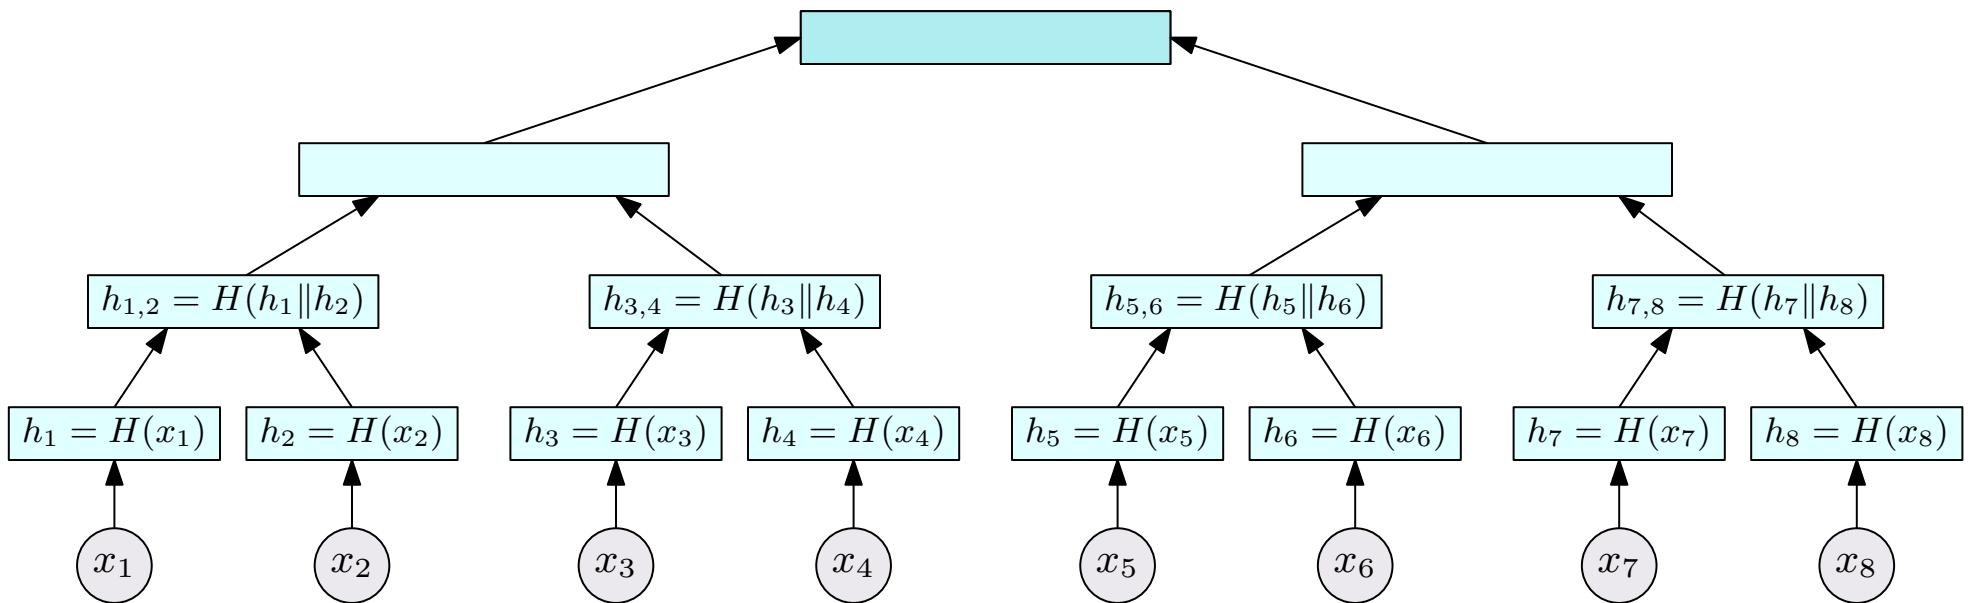 h₁,₂ = H(h₁∥h₂)
h₃,₄ = H(h₃∥h₄)
h₅,₆ = H(h₅∥h₆)
h₇,₈ = H(h₇∥h₈)
h₁ = H(x₁)
h₂ = H(x₂)
h₃ = H(x₃)
h₄ = H(x₄)
h₅ = H(x₅)
h₆ = H(x₆)
h₇ = H(x₇)
h₈ = H(x₈)
x₁
x₂
x₃
x₄
x₅
x₆
x₇
x₈